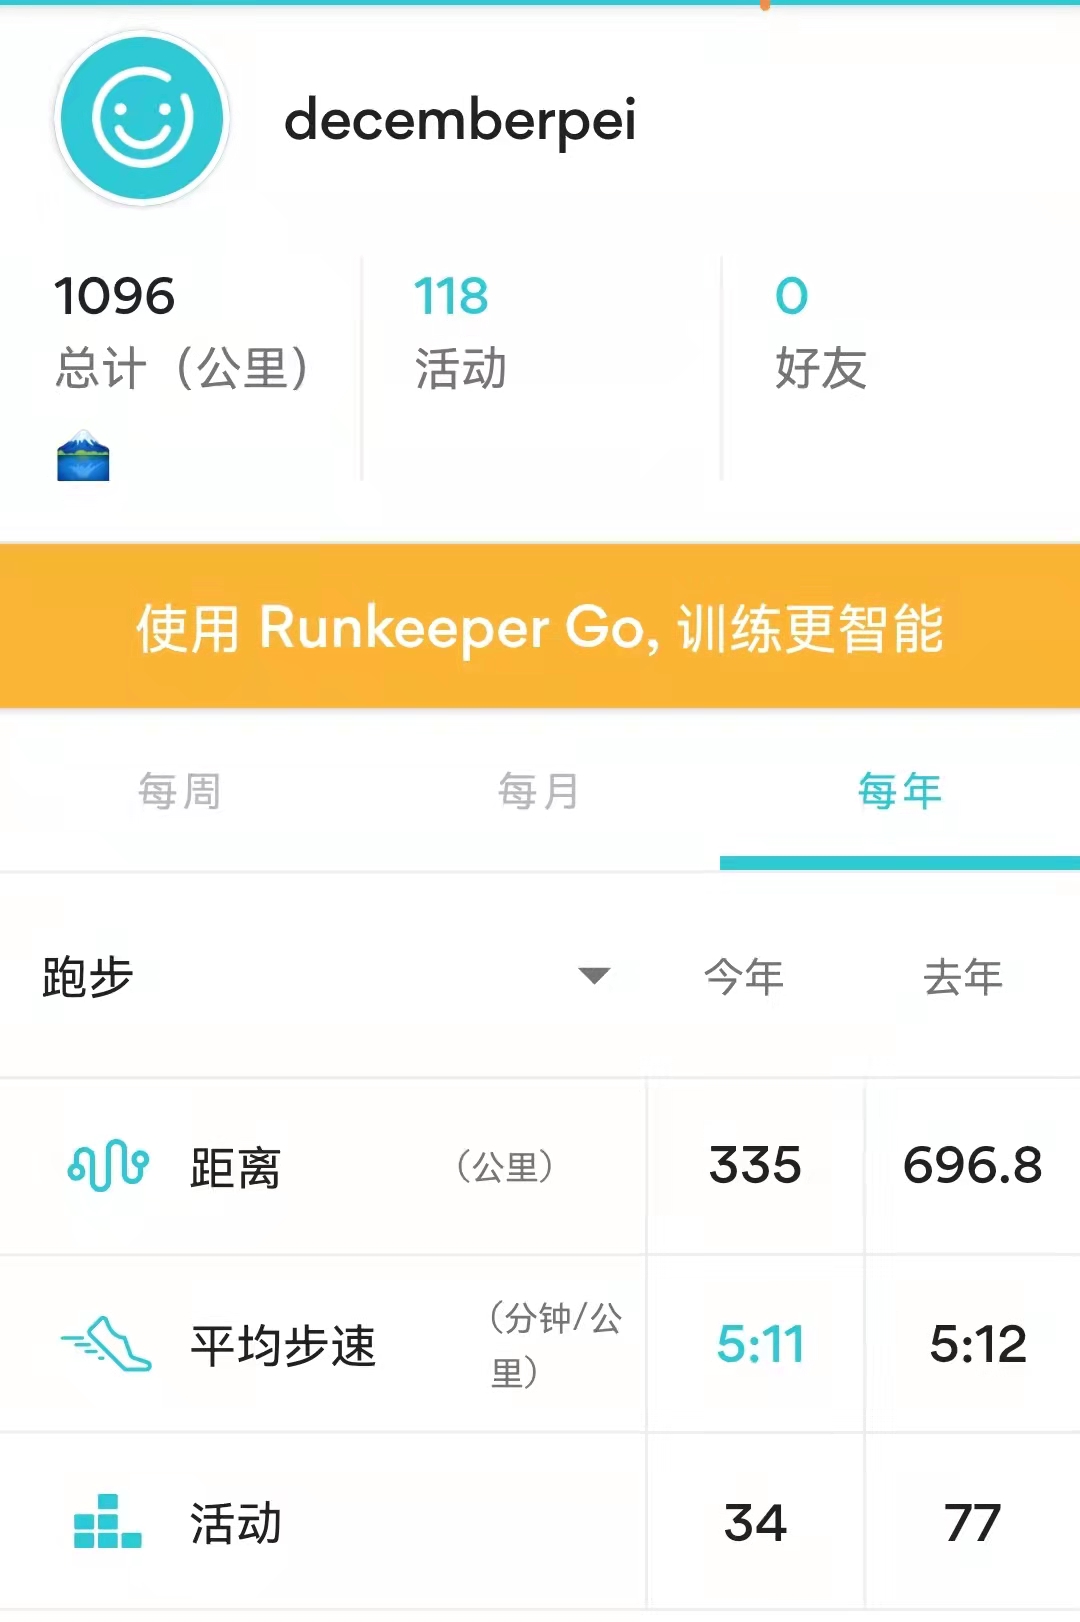 decemberpei
1096
总计（公里）
118
活动
0
好友
使用 Runkeeper Go, 训练更智能
每周
每月
每年
跑步
今年
去年
距离
（公里）
335
696.8
平均步速
（分钟/公
里）
5:11
5:12
活动
34
77